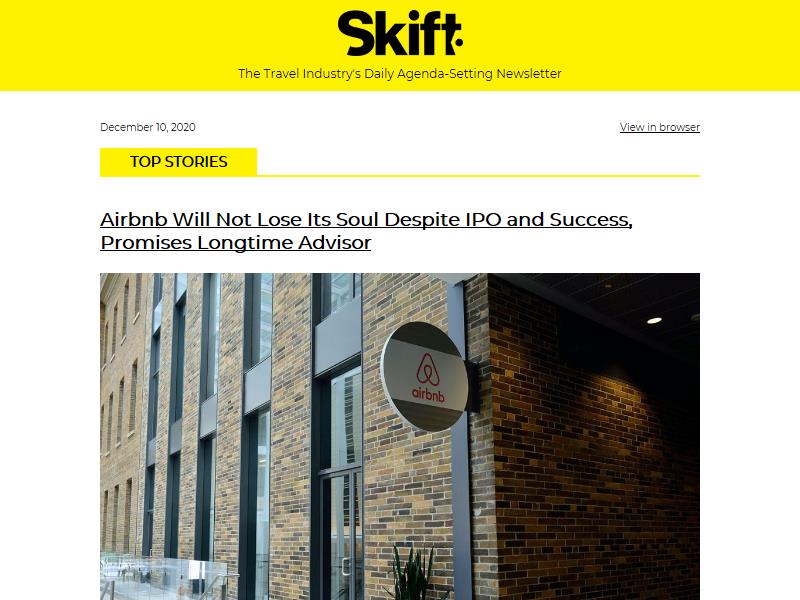 Skift
The Travel Industry's Daily Agenda-Setting Newsletter
December 10, 2020
View in browser
TOP STORIES
Airbnb Will Not Lose Its Soul Despite IPO and Success,
Promises Longtime Advisor
airbnb